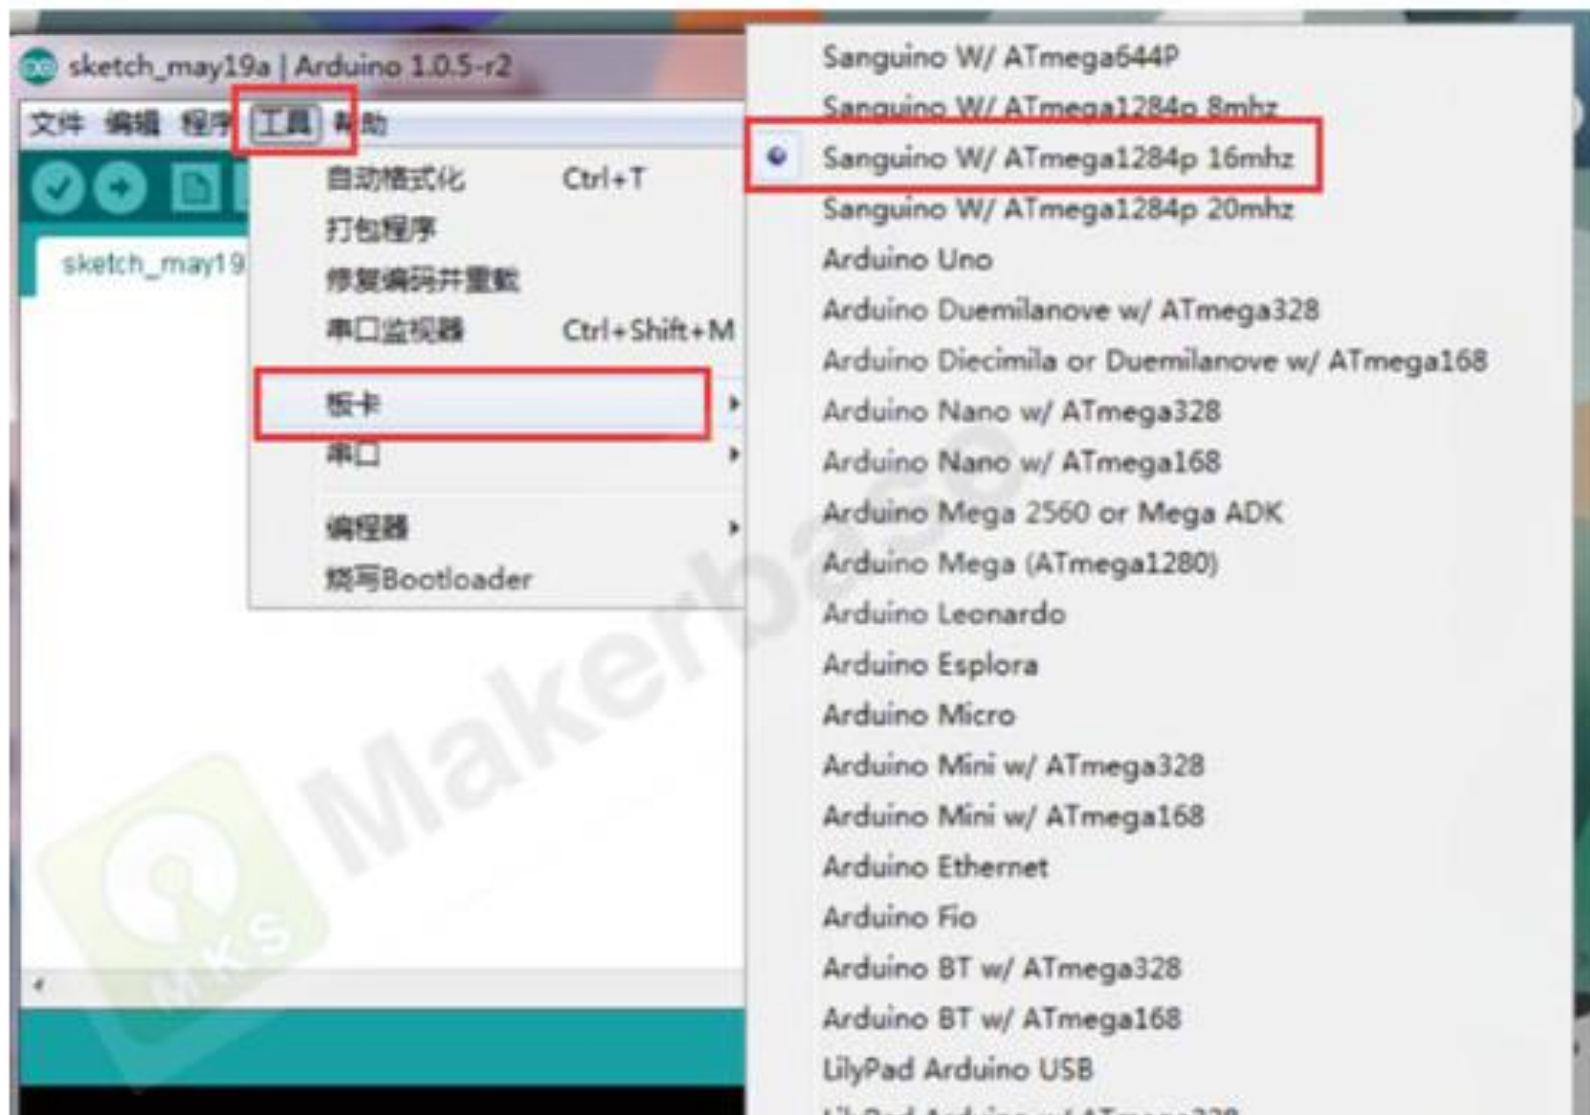 sketch_may19a | Arduino 1.0.5-r2
文件 编辑 程序 工具 帮助
sketch_may19
自动格式化 Ctrl+T
打包程序
修复编码并重载
串口监视器 Ctrl+Shift+M
板卡
串口
编程器
烧写Bootloader
Sanguino W/ ATmega644P
Sanguino W/ ATmega1284p 8mhz
Sanguino W/ ATmega1284p 16mhz
Sanguino W/ ATmega1284p 20mhz
Arduino Uno
Arduino Duemilanove w/ ATmega328
Arduino Diecimila or Duemilanove w/ ATmega168
Arduino Nano w/ ATmega328
Arduino Nano w/ ATmega168
Arduino Mega 2560 or Mega ADK
Arduino Mega (ATmega1280)
Arduino Leonardo
Arduino Esplora
Arduino Micro
Arduino Mini w/ ATmega328
Arduino Mini w/ ATmega168
Arduino Ethernet
Arduino Fio
Arduino BT w/ ATmega328
Arduino BT w/ ATmega168
LilyPad Arduino USB
LilyPad Arduino w/ ATmega328
MKS
Makerbase